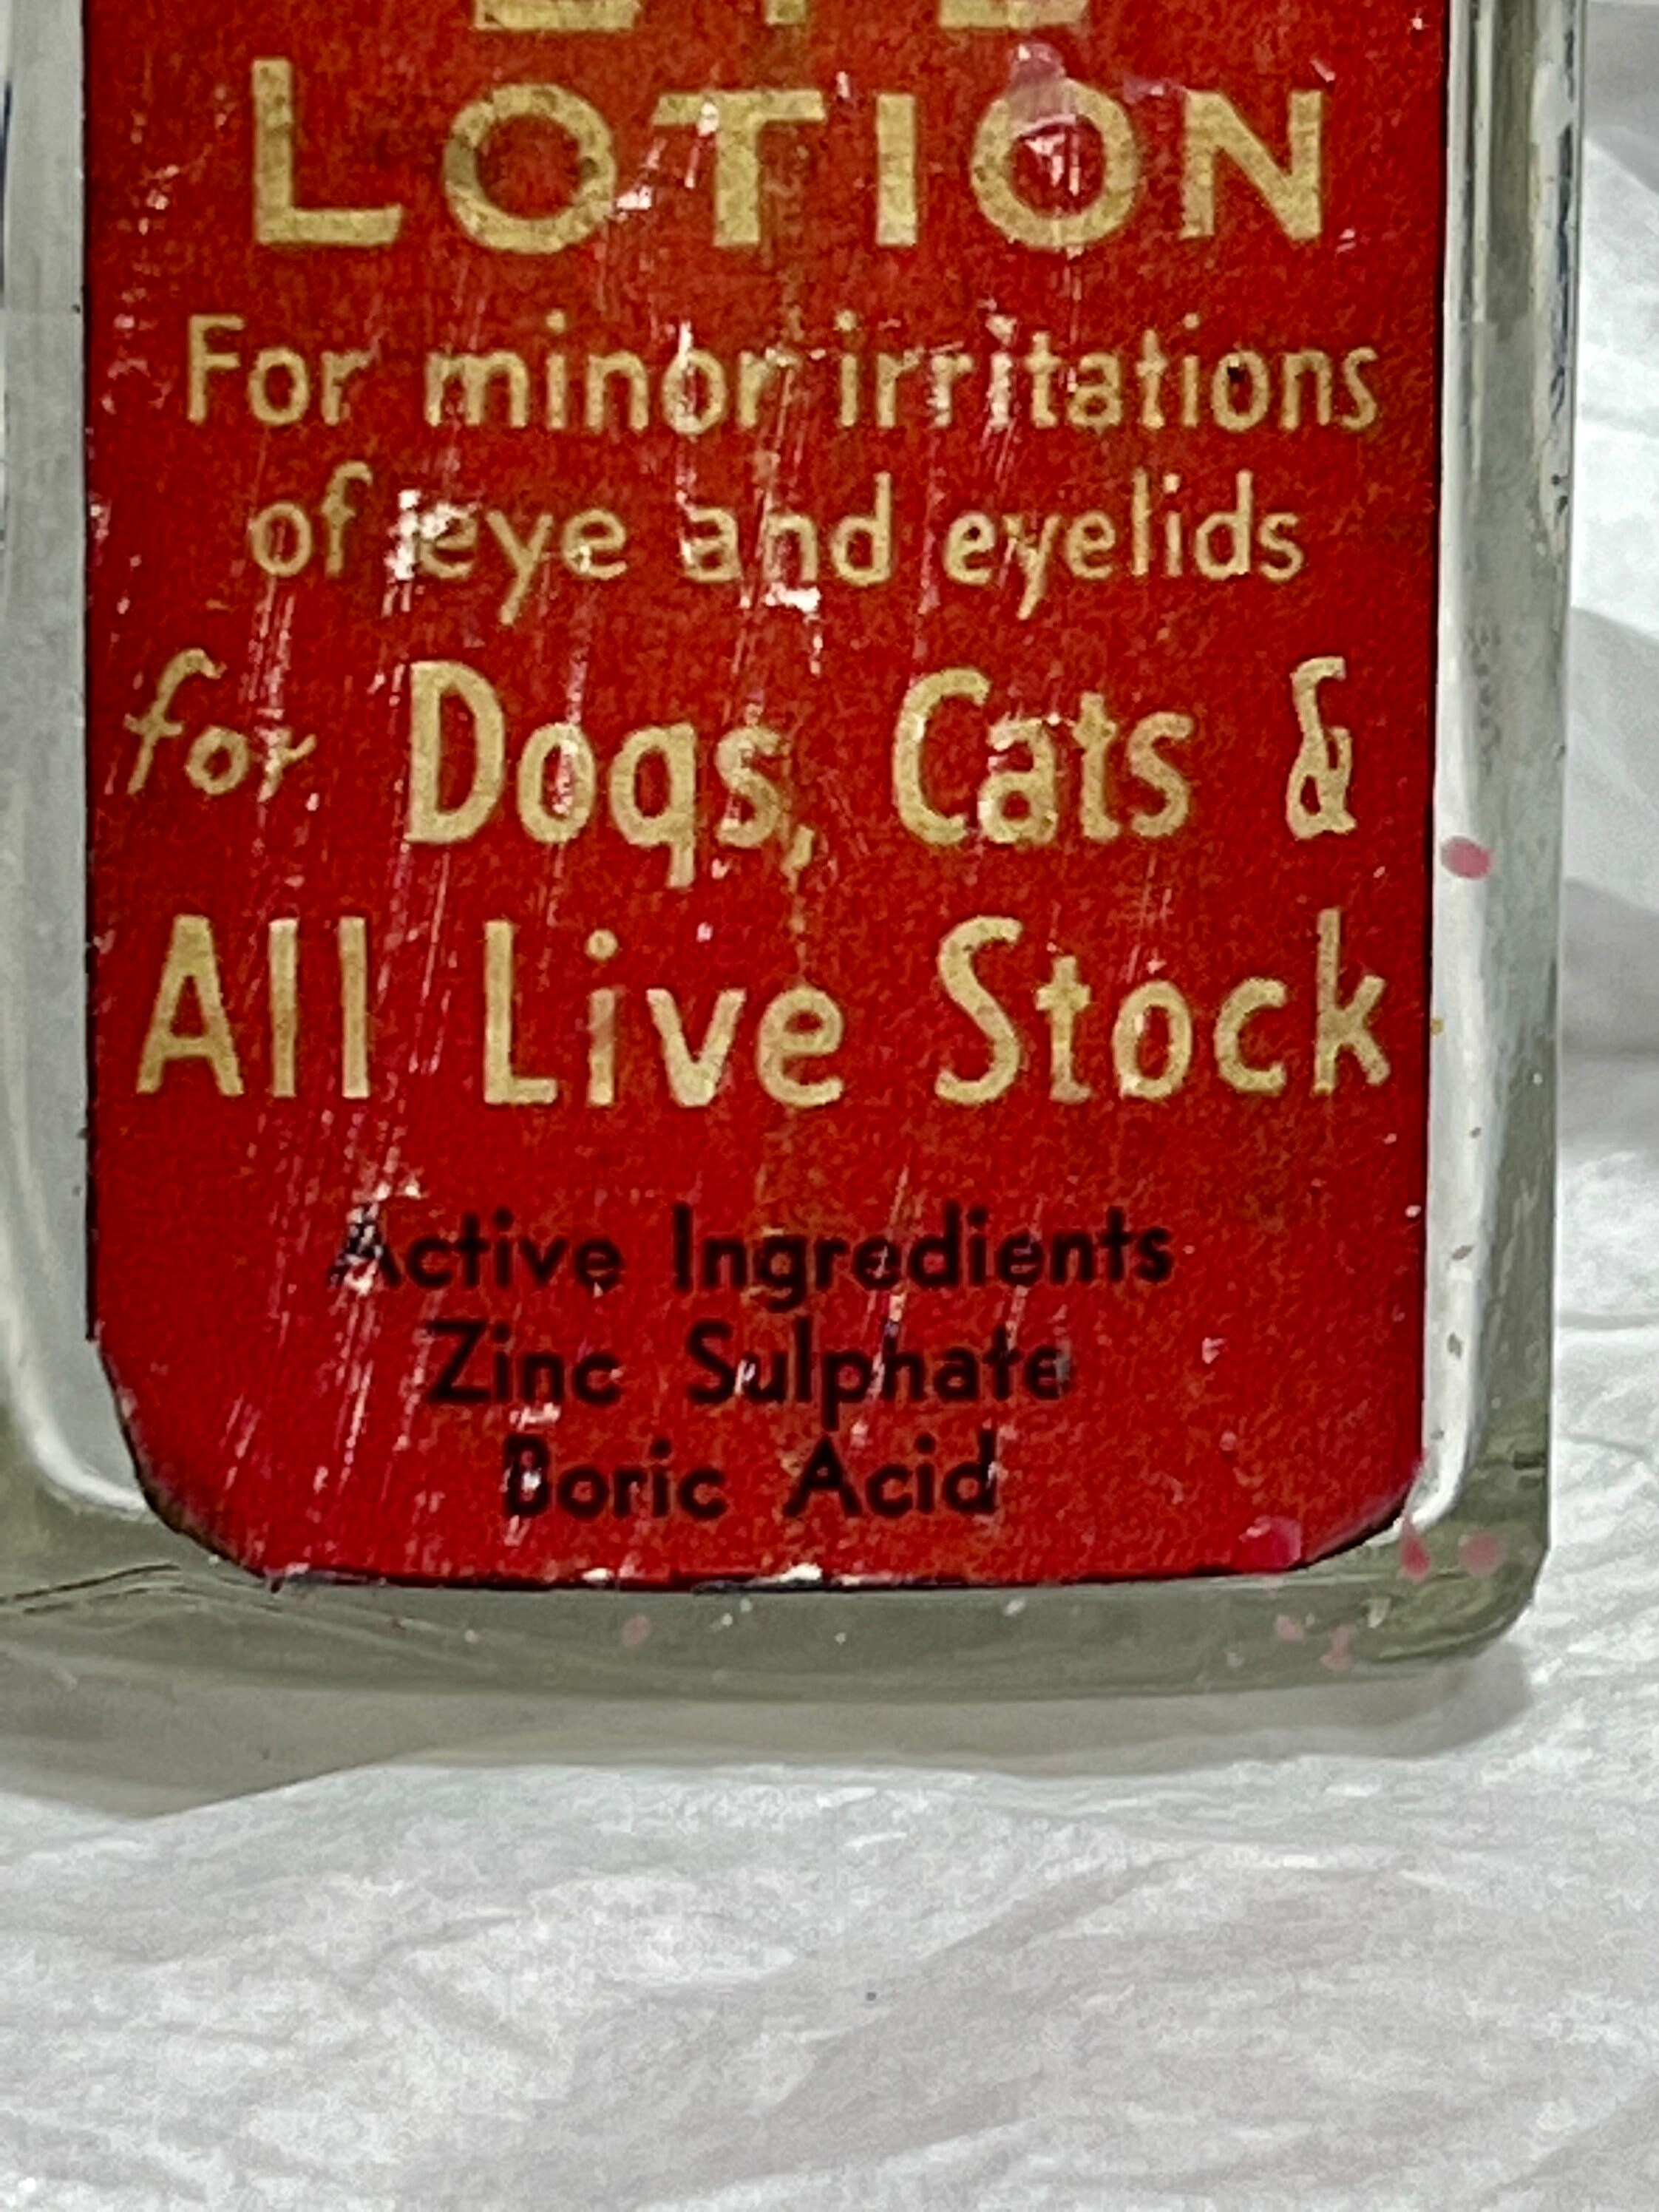 EYE
LOTION
For minor irritations
of eye and eyelids
for Dogs, Cats &
All Live Stock
Active Ingredients
Zinc Sulphate
Boric Acid